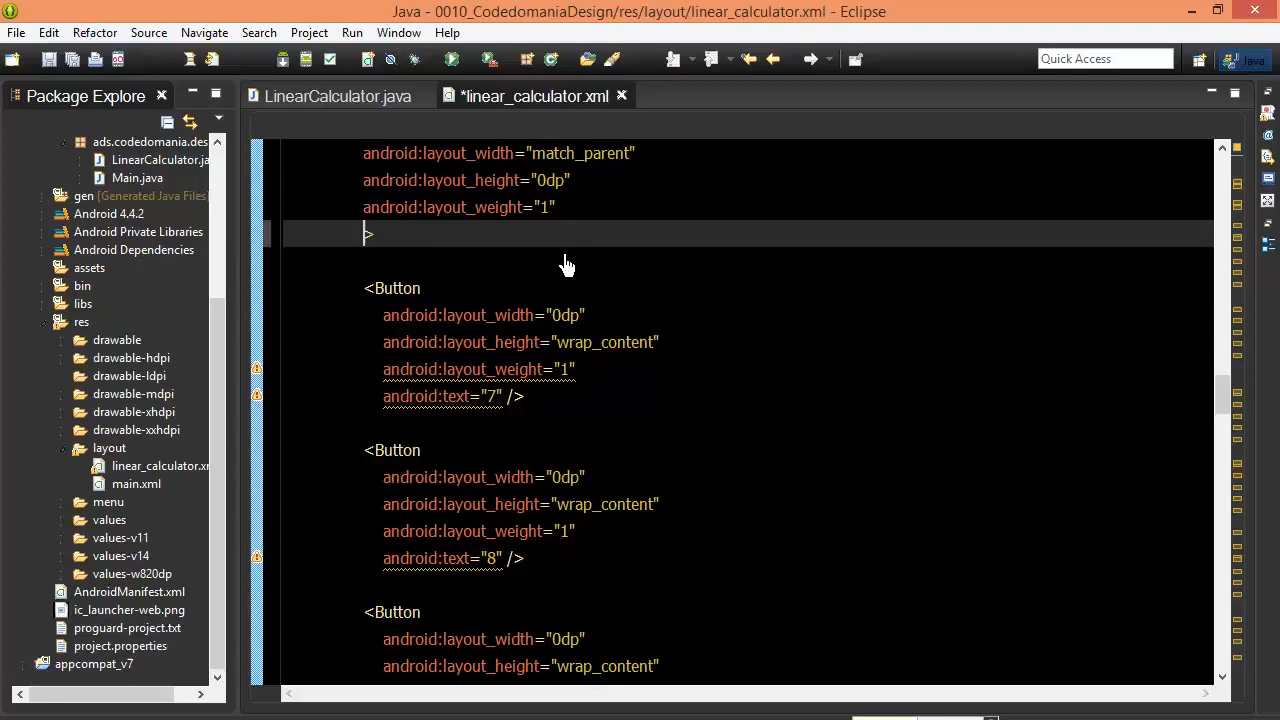 Java - 0010_CodedomaniaDesign/res/layout/linear_calculator.xml - Eclipse
File Edit Refactor Source Navigate Search Project Run Window Help
Quick Access
Java
Package Explore
LinearCalculator.java
*linear_calculator.xml
ads.codedomania.des
LinearCalculator.ja
Main.java
gen [Generated Java Files]
Android 4.4.2
Android Private Libraries
Android Dependencies
assets
bin
libs
res
drawable
drawable-hdpi
drawable-ldpi
drawable-mdpi
drawable-xhdpi
drawable-xxhdpi
layout
linear_calculator.xr
main.xml
menu
values
values-v11
values-v14
values-w820dp
AndroidManifest.xml
ic_launcher-web.png
proguard-project.txt
project.properties
appcompat_v7
android:layout_width="match_parent"
android:layout_height="0dp"
android:layout_weight="1"
>
<Button
android:layout_width="0dp"
android:layout_height="wrap_content"
android:layout_weight="1"
android:text="7" />
<Button
android:layout_width="0dp"
android:layout_height="wrap_content"
android:layout_weight="1"
android:text="8" />
<Button
android:layout_width="0dp"
android:layout_height="wrap_content"